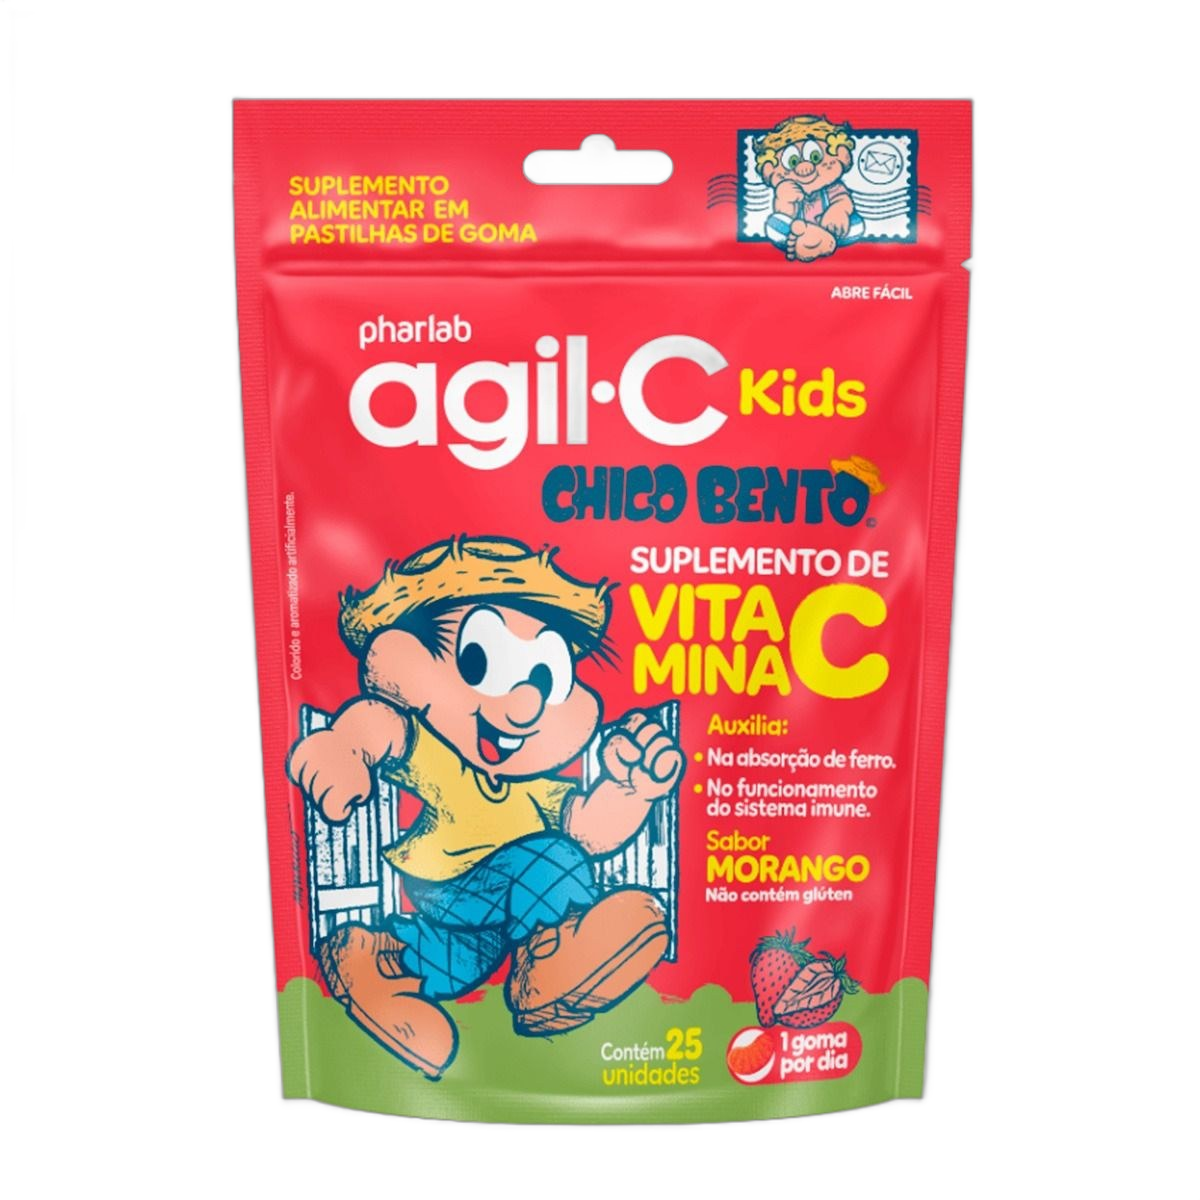 SUPLEMENTO
ALIMENTAR EM
PASTILHAS DE GOMA
ABRE FÁCIL
pharlab
agil·C Kids
CHICO BENTO
SUPLEMENTO DE
VITA
MINA C
Auxilia:
• Na absorção de ferro.
• No funcionamento
do sistema imune.
Sabor
MORANGO
Não contém glúten
Contém 25
unidades
1 goma
por dia
Colorido e aromatizado artificialmente.